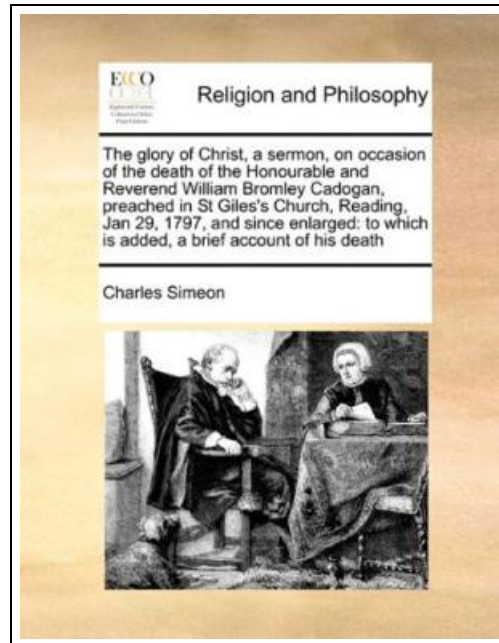 ECCO
Religion and Philosophy
The glory of Christ, a sermon, on occasion
of the death of the Honourable and
Reverend William Bromley Cadogan,
preached in St Giles's Church, Reading,
Jan 29, 1797, and since enlarged: to which
is added, a brief account of his death
Charles Simeon